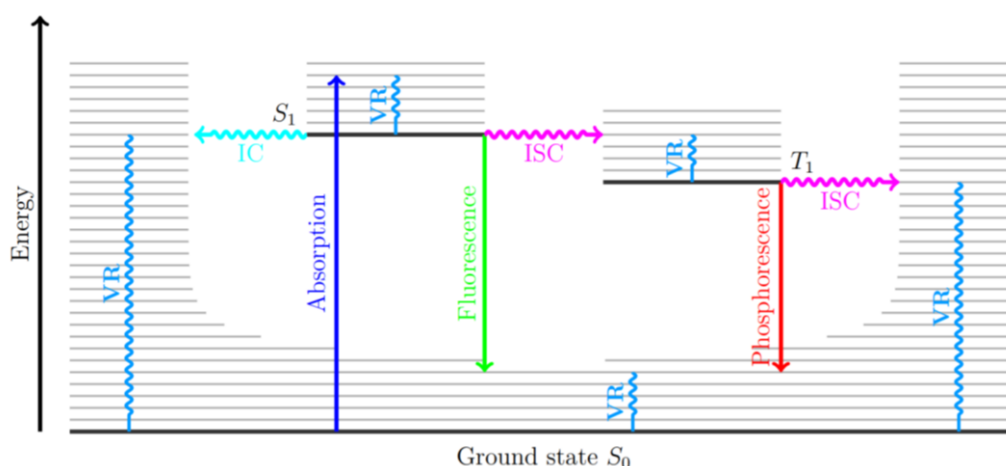 Energy
VR
S₁
IC
VR
Absorption
Fluorescence
ISC
VR
T₁
ISC
Phosphorescence
VR
VR
Ground state S₀